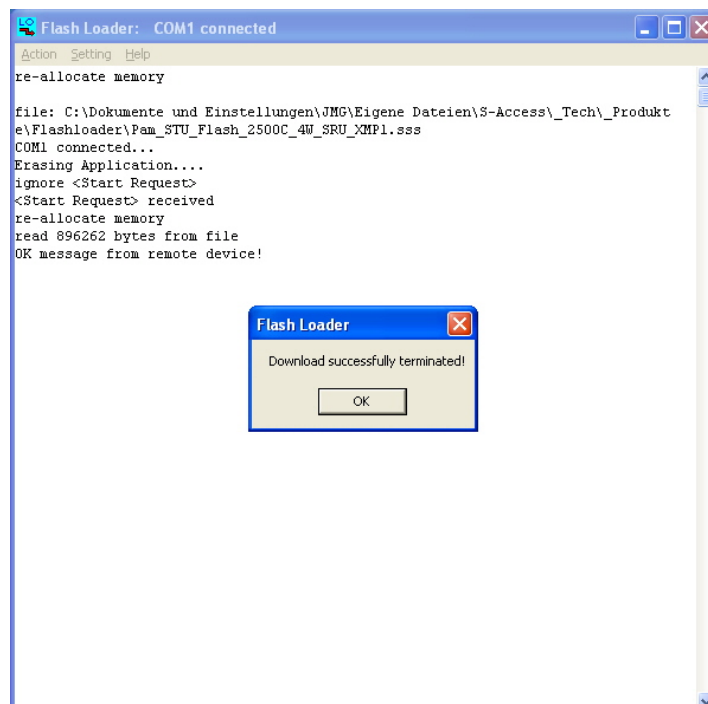 LO
Flash Loader: COM1 connected
Action Setting Help
re-allocate memory
file: C:\Dokumente und Einstellungen\JMG\Eigene Dateien\S-Access\_Tech\_Produkt
e\Flashloader\Pam_STU_Flash_2500C_4W_SRU_XMP1.sss
COM1 connected...
Erasing Application....
ignore <Start Request>
<Start Request> received
re-allocate memory
read 896262 bytes from file
OK message from remote device!
Flash Loader
Download successfully terminated!
OK